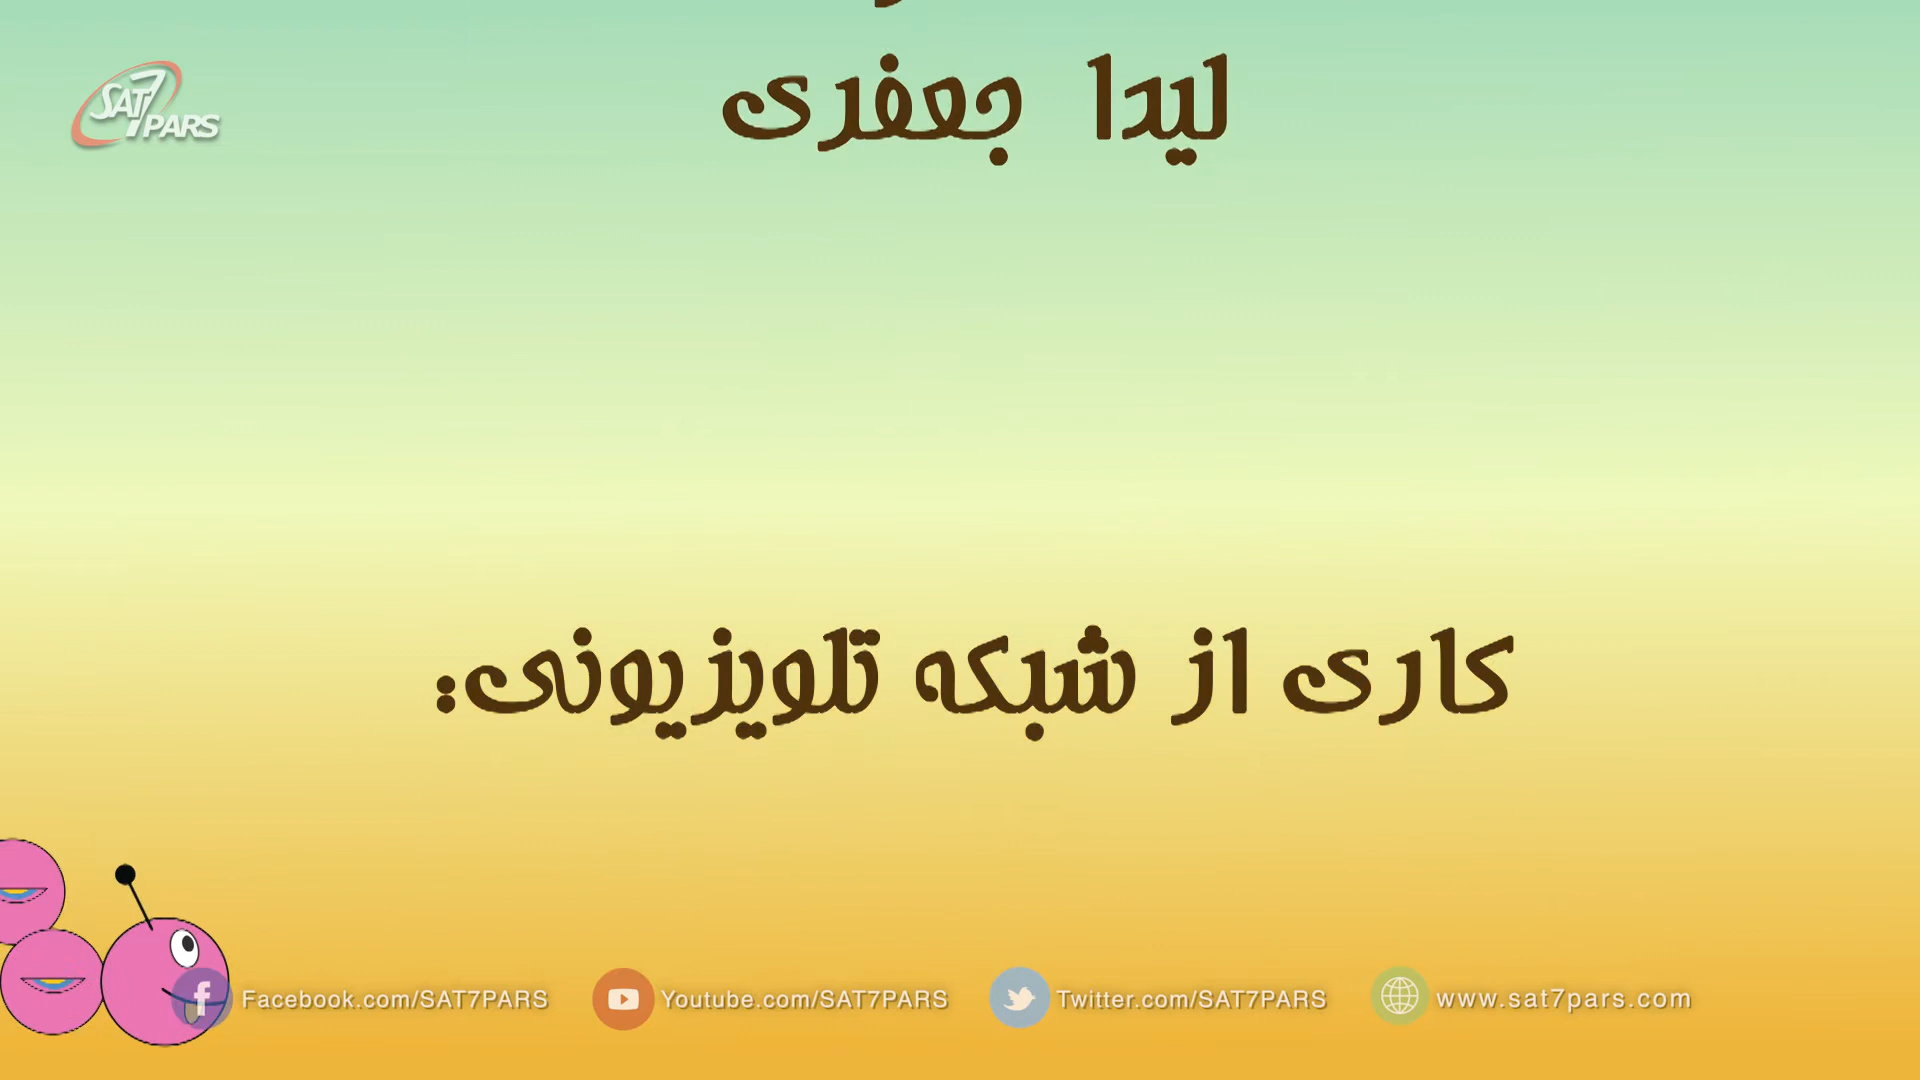 SAT7
PARS
لیدا جعفری
کاری از شبکه تلویزیونی:
Facebook.com/SAT7PARS
Youtube.com/SAT7PARS
Twitter.com/SAT7PARS
www.sat7pars.com